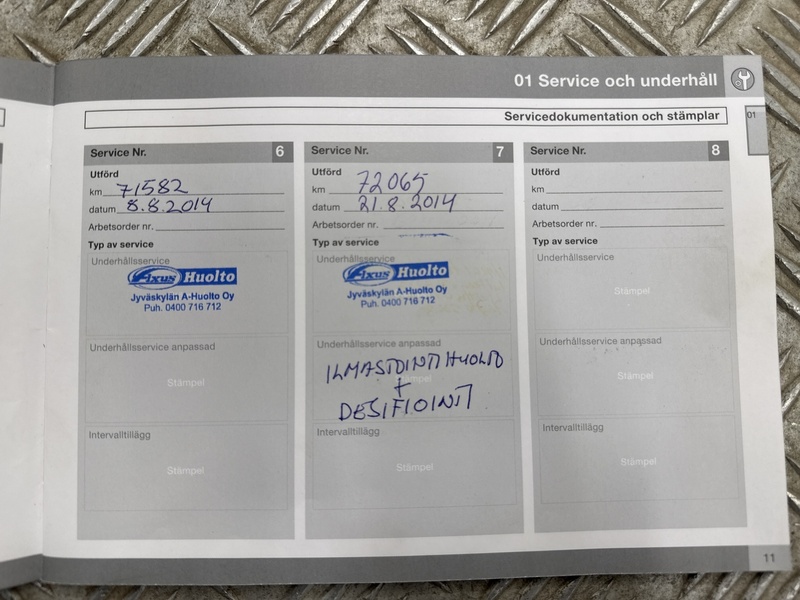 01 Service och underhåll
Servicedokumentation och stämplar
01
Service Nr. 6
Utförd
km 71582
datum 8.8.2014
Arbetsorder nr.
Typ av service
Underhållsservice
Fixus Huolto
Jyväskylän A-Huolto Oy
Puh. 0400 716 712
Underhållsservice anpassad
Stämpel
Intervalltillägg
Stämpel
Service Nr. 7
Utförd
km 72065
datum 21.8.2014
Arbetsorder nr.
Typ av service
Underhållsservice
Fixus Huolto
Jyväskylän A-Huolto Oy
Puh. 0400 716 712
Underhållsservice anpassad
Stämpel
ILMASTOINTI HUOLTO
+
DESIFIOINTI
Intervalltillägg
Stämpel
Service Nr. 8
Utförd
km
datum
Arbetsorder nr.
Typ av service
Underhållsservice
Stämpel
Underhållsservice anpassad
Stämpel
Intervalltillägg
Stämpel
11